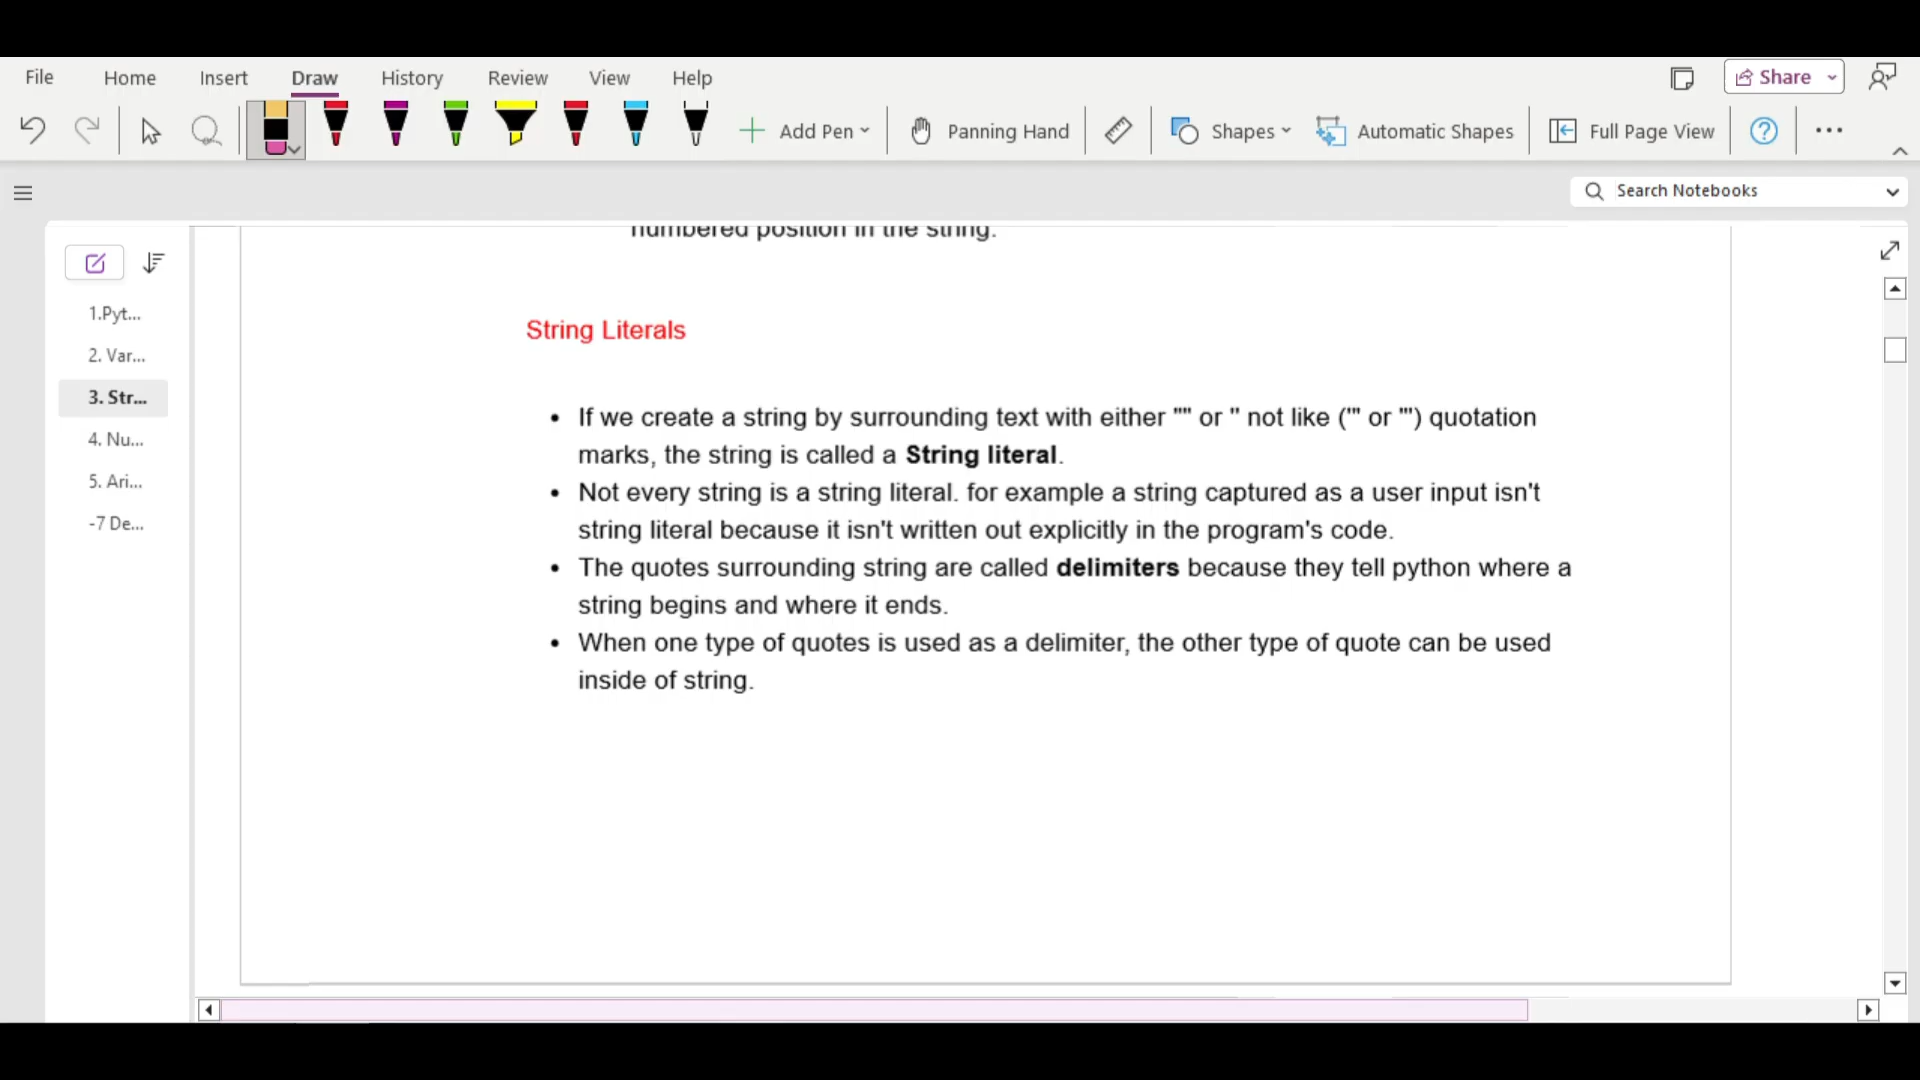 File Home Insert Draw History Review View Help Share
Add Pen Panning Hand Shapes Automatic Shapes Full Page View
Search Notebooks
numbered position in the string.
1.Pyt...
2. Var...
3. Str...
4. Nu...
5. Ari...
-7 De...
String Literals
• If we create a string by surrounding text with either "" or '' not like ('" or "') quotation
marks, the string is called a String literal.
• Not every string is a string literal. for example a string captured as a user input isn't
string literal because it isn't written out explicitly in the program's code.
• The quotes surrounding string are called delimiters because they tell python where a
string begins and where it ends.
• When one type of quotes is used as a delimiter, the other type of quote can be used
inside of string.